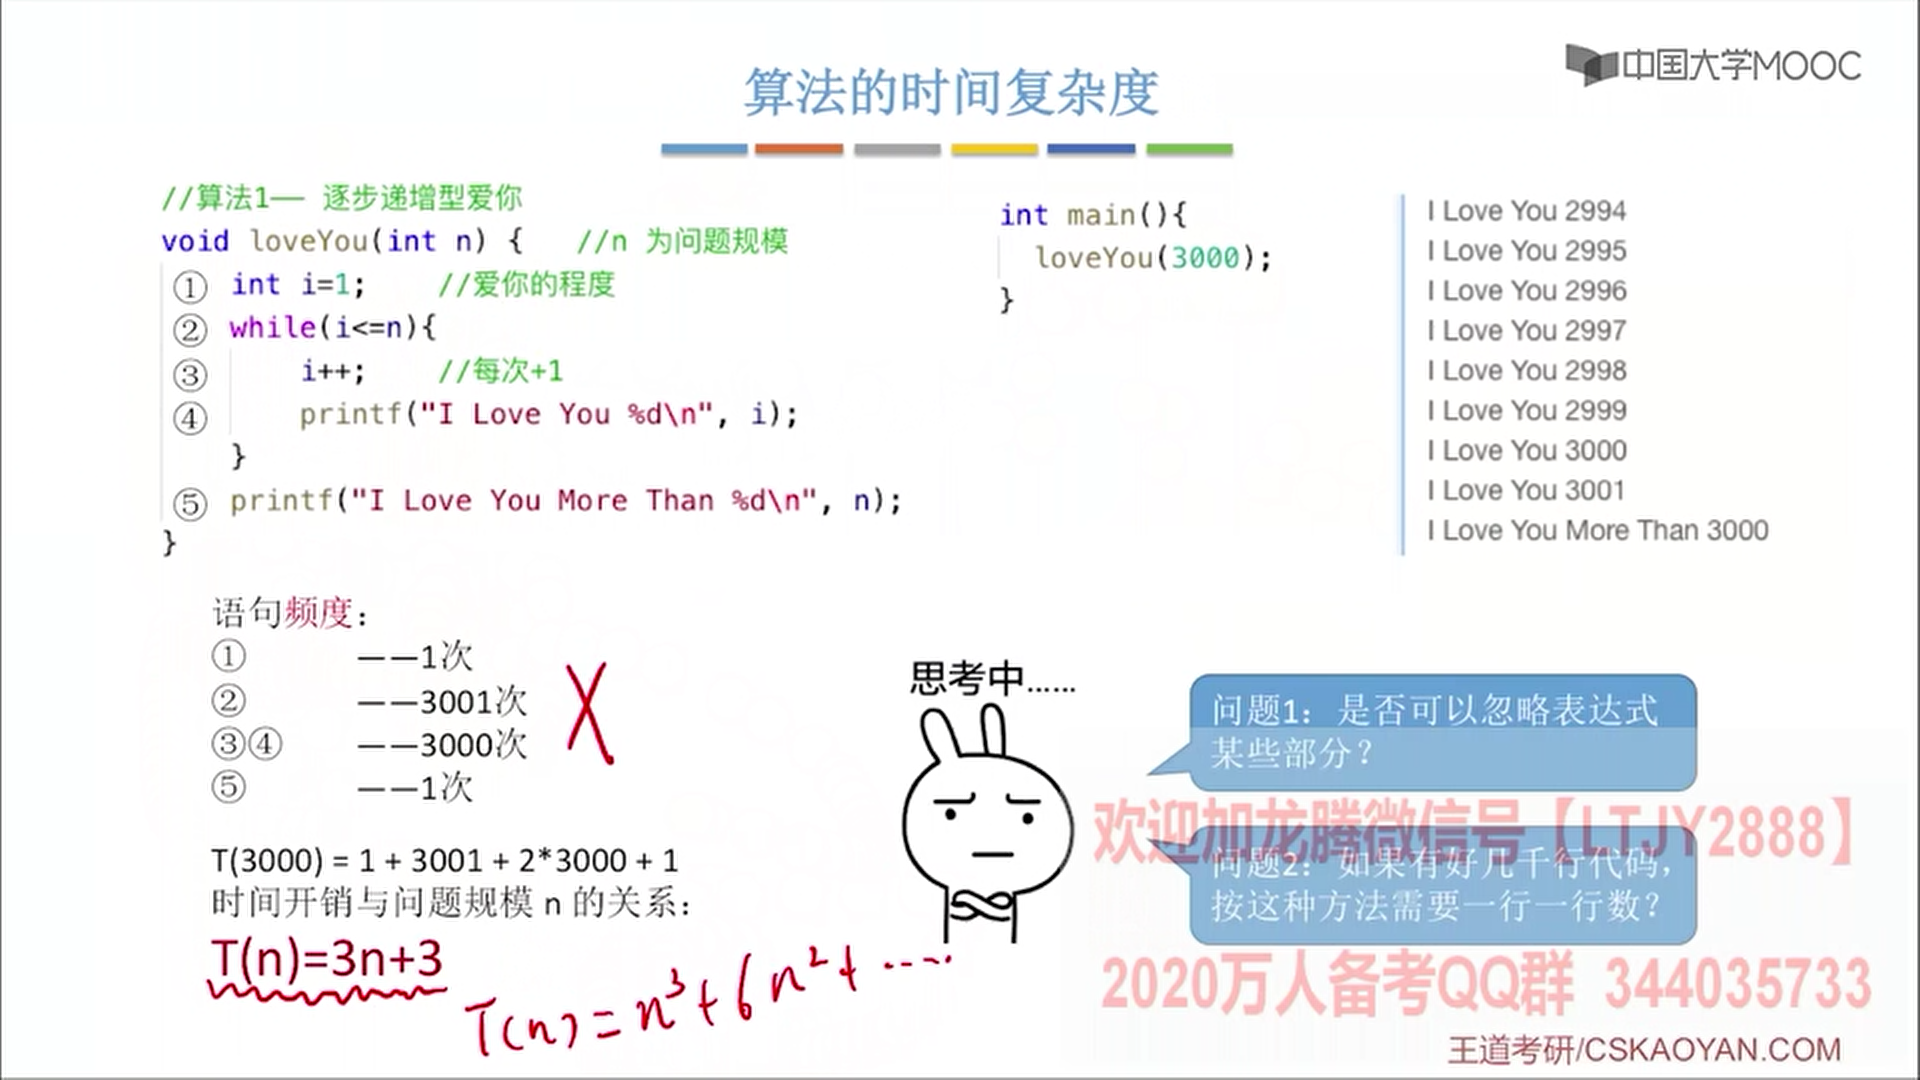 中国大学MOOC
算法的时间复杂度
//算法1—— 逐步递增型爱你
void loveYou(int n) {   //n 为问题规模
① int i=1;    //爱你的程度
② while(i<=n){
③ i++;    //每次+1
④ printf("I Love You %d\n", i);
}
⑤ printf("I Love You More Than %d\n", n);
}
int main(){
loveYou(3000);
}
I Love You 2994
I Love You 2995
I Love You 2996
I Love You 2997
I Love You 2998
I Love You 2999
I Love You 3000
I Love You 3001
I Love You More Than 3000
语句频度：
① ——1次
② ——3001次
③④ ——3000次
⑤ ——1次
T(3000) = 1 + 3001 + 2*3000 + 1
时间开销与问题规模 n 的关系：
T(n)=3n+3
T(n)=n³+6n²+……
思考中……
问题1：是否可以忽略表达式
某些部分？
欢迎加龙腾微信号【LTJY2888】
问题2：如果有好几千行代码，
按这种方法需要一行一行数？
2020万人备考QQ群 344035733
王道考研/CSKAOYAN.COM